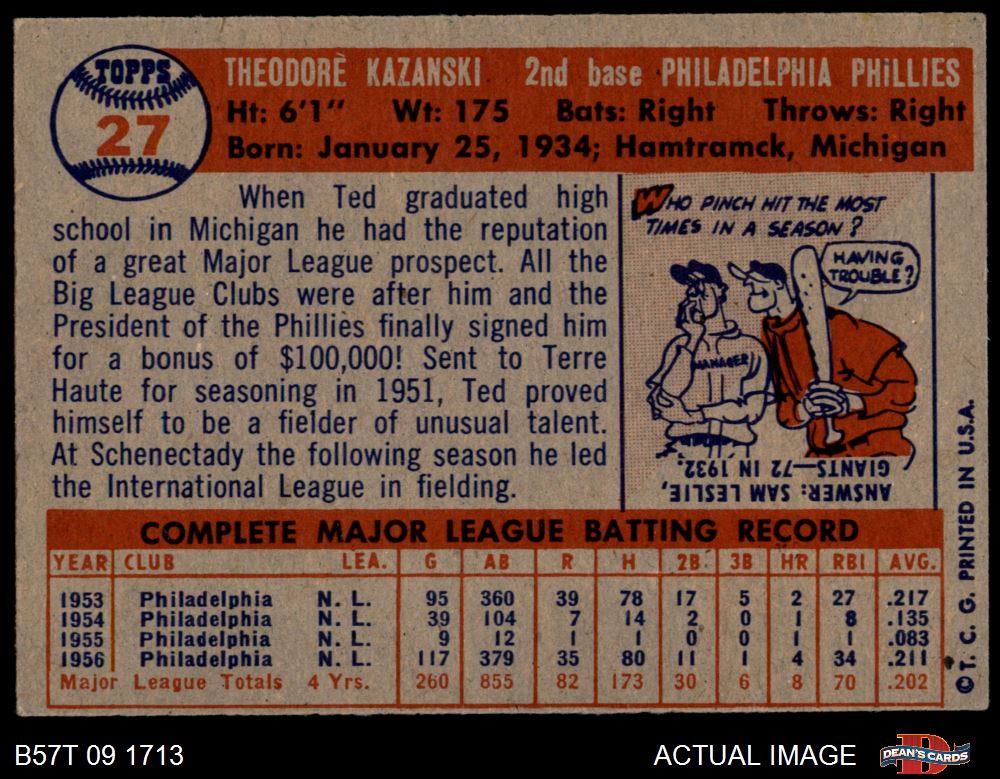 TOPPS
27
THEODORE KAZANSKI 2nd base PHILADELPHIA PHILLIES
Ht: 6'1" Wt: 175 Bats: Right Throws: Right
Born: January 25, 1934; Hamtramck, Michigan
When Ted graduated high
school in Michigan he had the reputation
of a great Major League prospect. All the
Big League Clubs were after him and the
President of the Phillies finally signed him
for a bonus of $100,000! Sent to Terre
Haute for seasoning in 1951, Ted proved
himself to be a fielder of unusual talent.
At Schenectady the following season he led
the International League in fielding.
WHO PINCH HIT THE MOST
TIMES IN A SEASON?
HAVING
TROUBLE?
MANAGER
ANSWER: SAM LESLIE,
GIANTS—72 IN 1932.
COMPLETE MAJOR LEAGUE BATTING RECORD
YEAR CLUB LEA. G AB R H 2B 3B HR RBI AVG.
1953 Philadelphia N. L. 95 360 39 78 17 5 2 27 .217
1954 Philadelphia N. L. 39 104 7 14 2 0 1 8 .135
1955 Philadelphia N. L. 9 12 1 1 0 0 1 1 .083
1956 Philadelphia N. L. 117 379 35 80 11 1 4 34 .211
Major League Totals 4 Yrs. 260 855 82 173 30 6 8 70 .202
©T. C. G. PRINTED IN U.S.A.
B57T 09 1713
ACTUAL IMAGE
D
DEAN'S CARDS